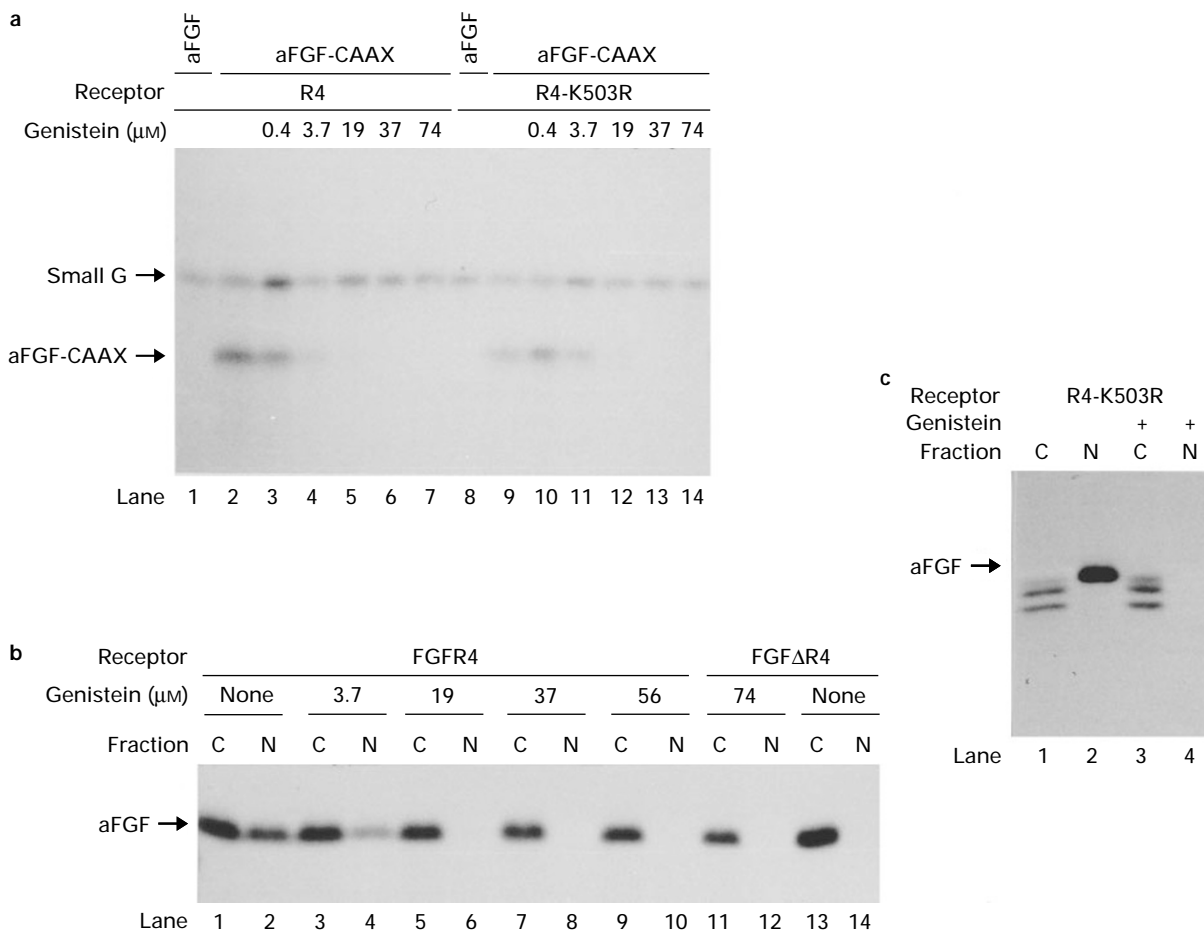 a
aFGF aFGF-CAAX aFGF aFGF-CAAX
Receptor R4 R4-K503R
Genistein (μM) 0.4 3.7 19 37 74 0.4 3.7 19 37 74
Small G
aFGF-CAAX
Lane 1 2 3 4 5 6 7 8 9 10 11 12 13 14
b
Receptor FGFR4 FGFΔR4
Genistein (μM) None 3.7 19 37 56 74 None
Fraction C N C N C N C N C N C N C N
aFGF
Lane 1 2 3 4 5 6 7 8 9 10 11 12 13 14
c
Receptor R4-K503R
Genistein + +
Fraction C N C N
aFGF
Lane 1 2 3 4